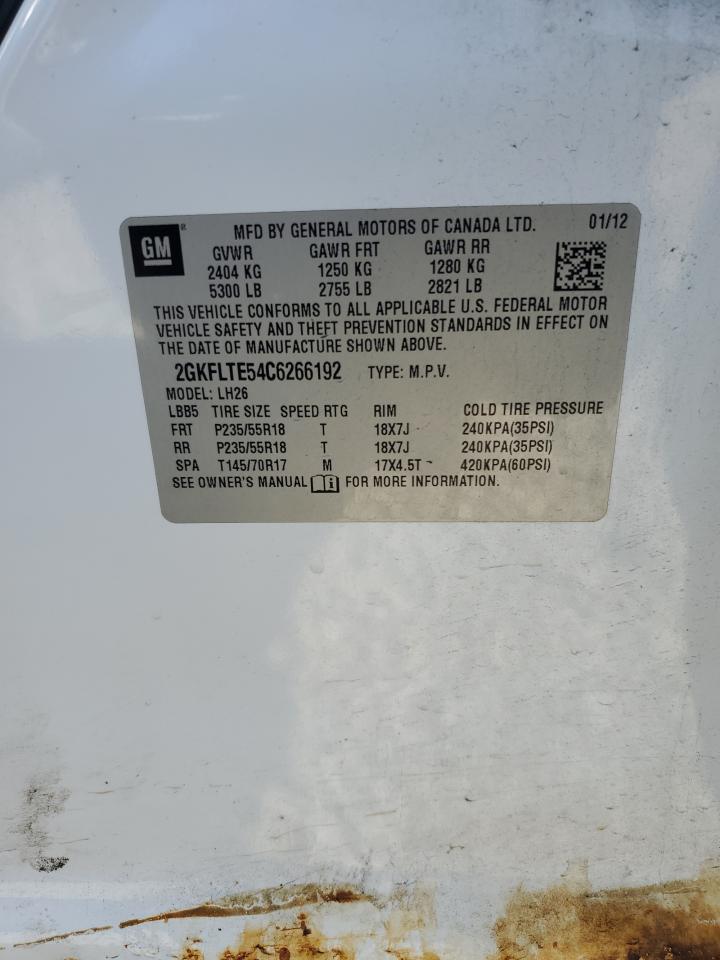 GM ® MFD BY GENERAL MOTORS OF CANADA LTD. 01/12
GVWR GAWR FRT GAWR RR
2404 KG 1250 KG 1280 KG
5300 LB 2755 LB 2821 LB
THIS VEHICLE CONFORMS TO ALL APPLICABLE U.S. FEDERAL MOTOR
VEHICLE SAFETY AND THEFT PREVENTION STANDARDS IN EFFECT ON
THE DATE OF MANUFACTURE SHOWN ABOVE.
2GKFLTE54C6266192 TYPE: M.P.V.
MODEL: LH26
LBB5 TIRE SIZE SPEED RTG RIM COLD TIRE PRESSURE
FRT P235/55R18 T 18X7J 240KPA(35PSI)
RR P235/55R18 T 18X7J 240KPA(35PSI)
SPA T145/70R17 M 17X4.5T 420KPA(60PSI)
SEE OWNER'S MANUAL i FOR MORE INFORMATION.